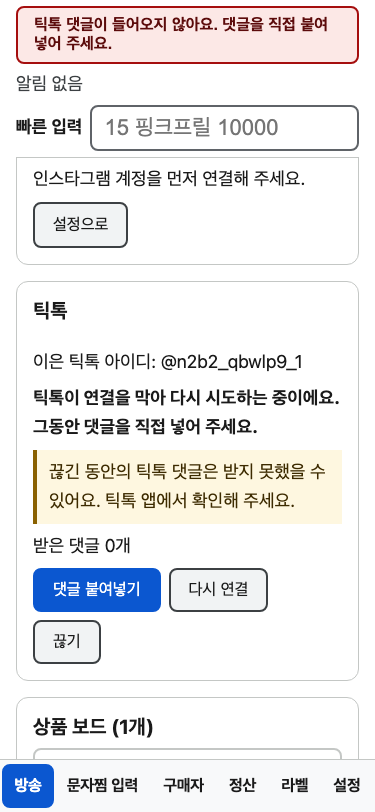 틱톡 댓글이 들어오지 않아요. 댓글을 직접 붙여
넣어 주세요.
알림 없음
빠른 입력
15 핑크프릴 10000
인스타그램 계정을 먼저 연결해 주세요.
설정으로
틱톡
이은 틱톡 아이디: @n2b2_qbwlp9_1
틱톡이 연결을 막아 다시 시도하는 중이에요.
그동안 댓글을 직접 넣어 주세요.
끊긴 동안의 틱톡 댓글은 받지 못했을 수
있어요. 틱톡 앱에서 확인해 주세요.
받은 댓글 0개
댓글 붙여넣기
다시 연결
끊기
상품 보드 (1개)
방송
문자찜 입력
구매자
정산
라벨
설정